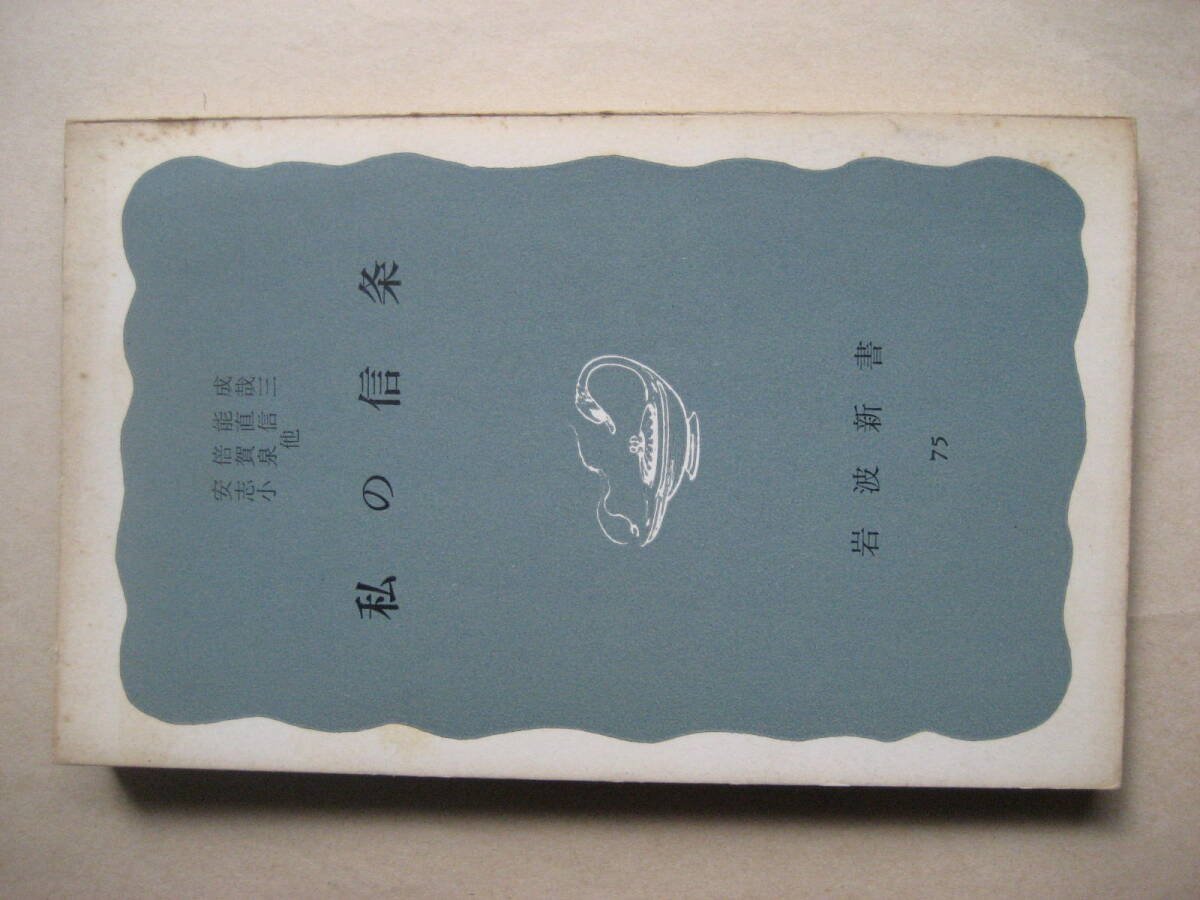 安倍能成
志賀直哉
小泉信三
他
私の信条
岩波新書
75